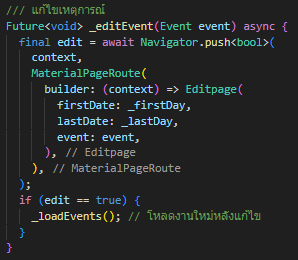 /// แก้ไขเหตุการณ์
Future<void> _editEvent(Event event) async {
  final edit = await Navigator.push<bool>(
    context,
    MaterialPageRoute(
      builder: (context) => Editpage(
        firstDate: _firstDay,
        lastDate: _lastDay,
        event: event,
      ), // Editpage
    ), // MaterialPageRoute
  );
  if (edit == true) {
    _loadEvents(); // โหลดงานใหม่หลังแก้ไข
  }
}